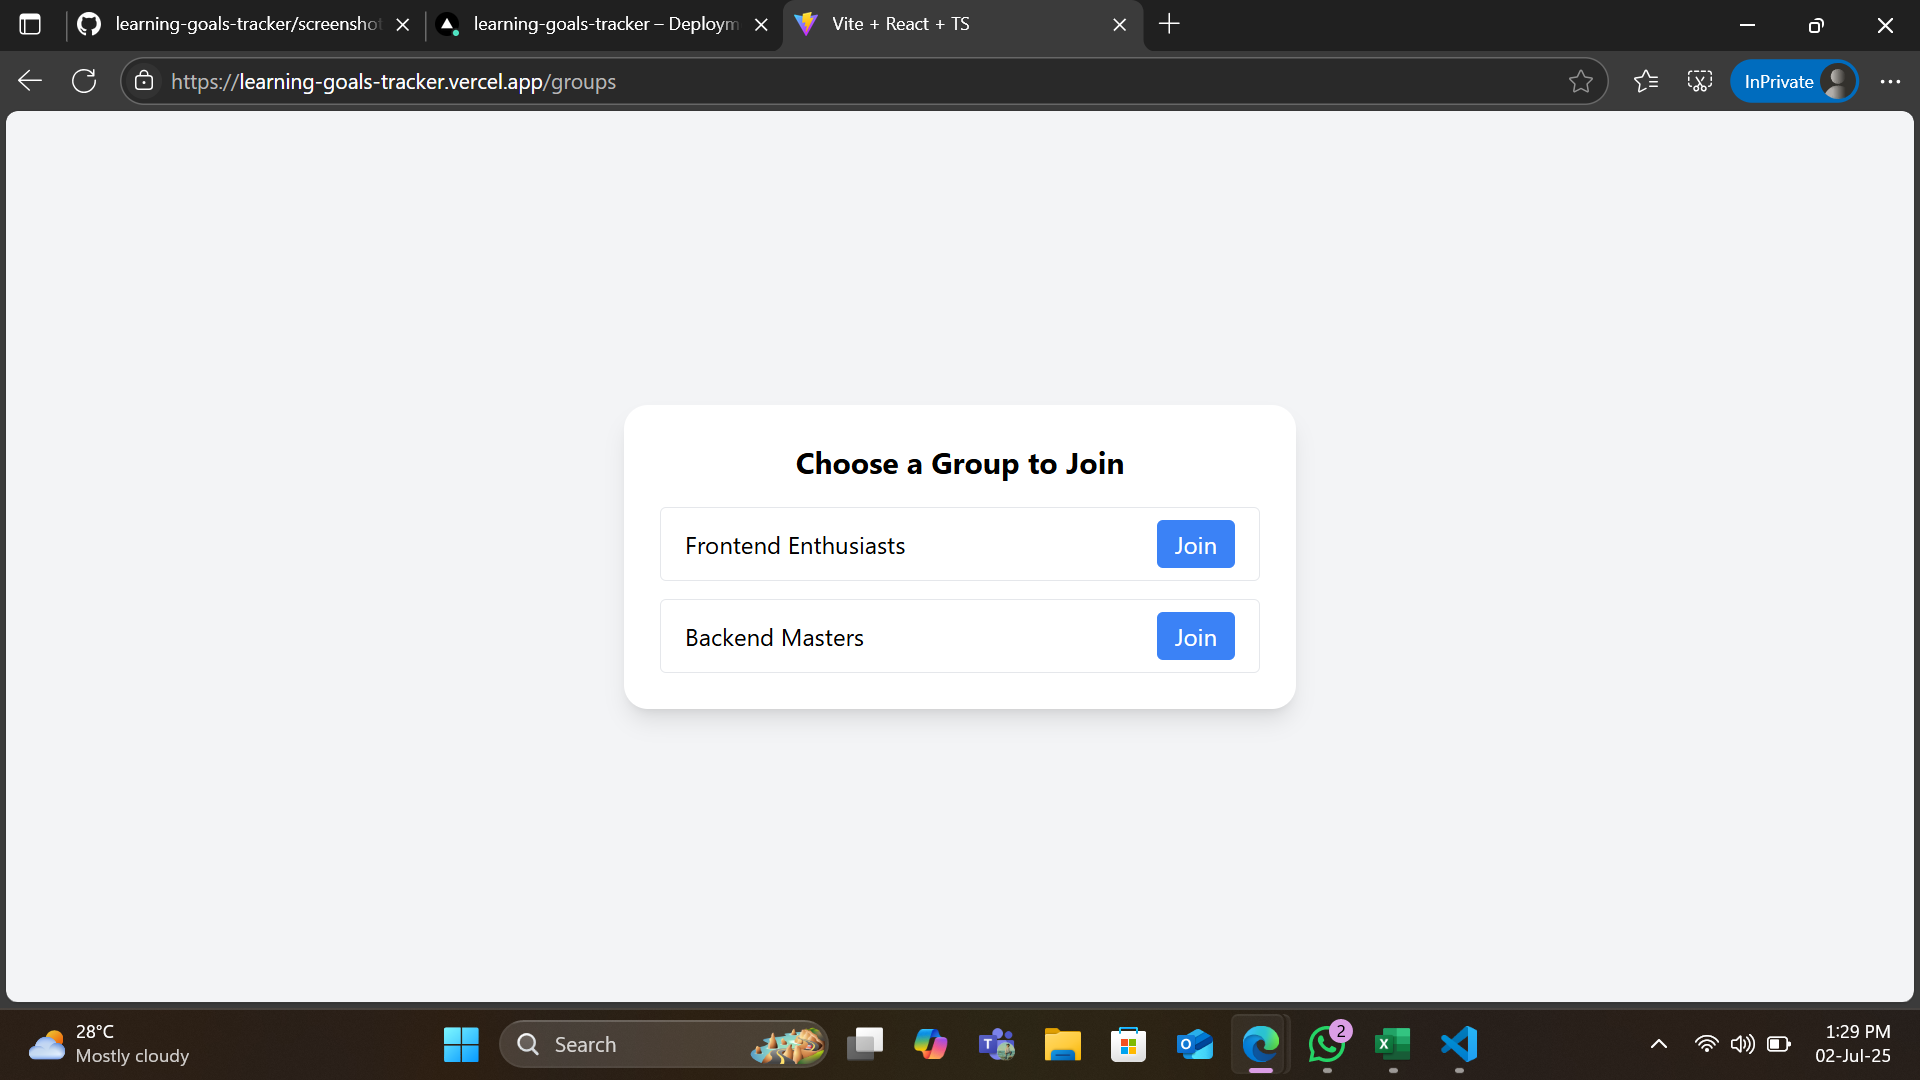 learning-goals-tracker/screenshot
learning-goals-tracker – Deploym
Vite + React + TS
https://learning-goals-tracker.vercel.app/groups
InPrivate
Choose a Group to Join
Frontend Enthusiasts
Join
Backend Masters
Join
28°C
Mostly cloudy
Search
2
1:29 PM
02-Jul-25